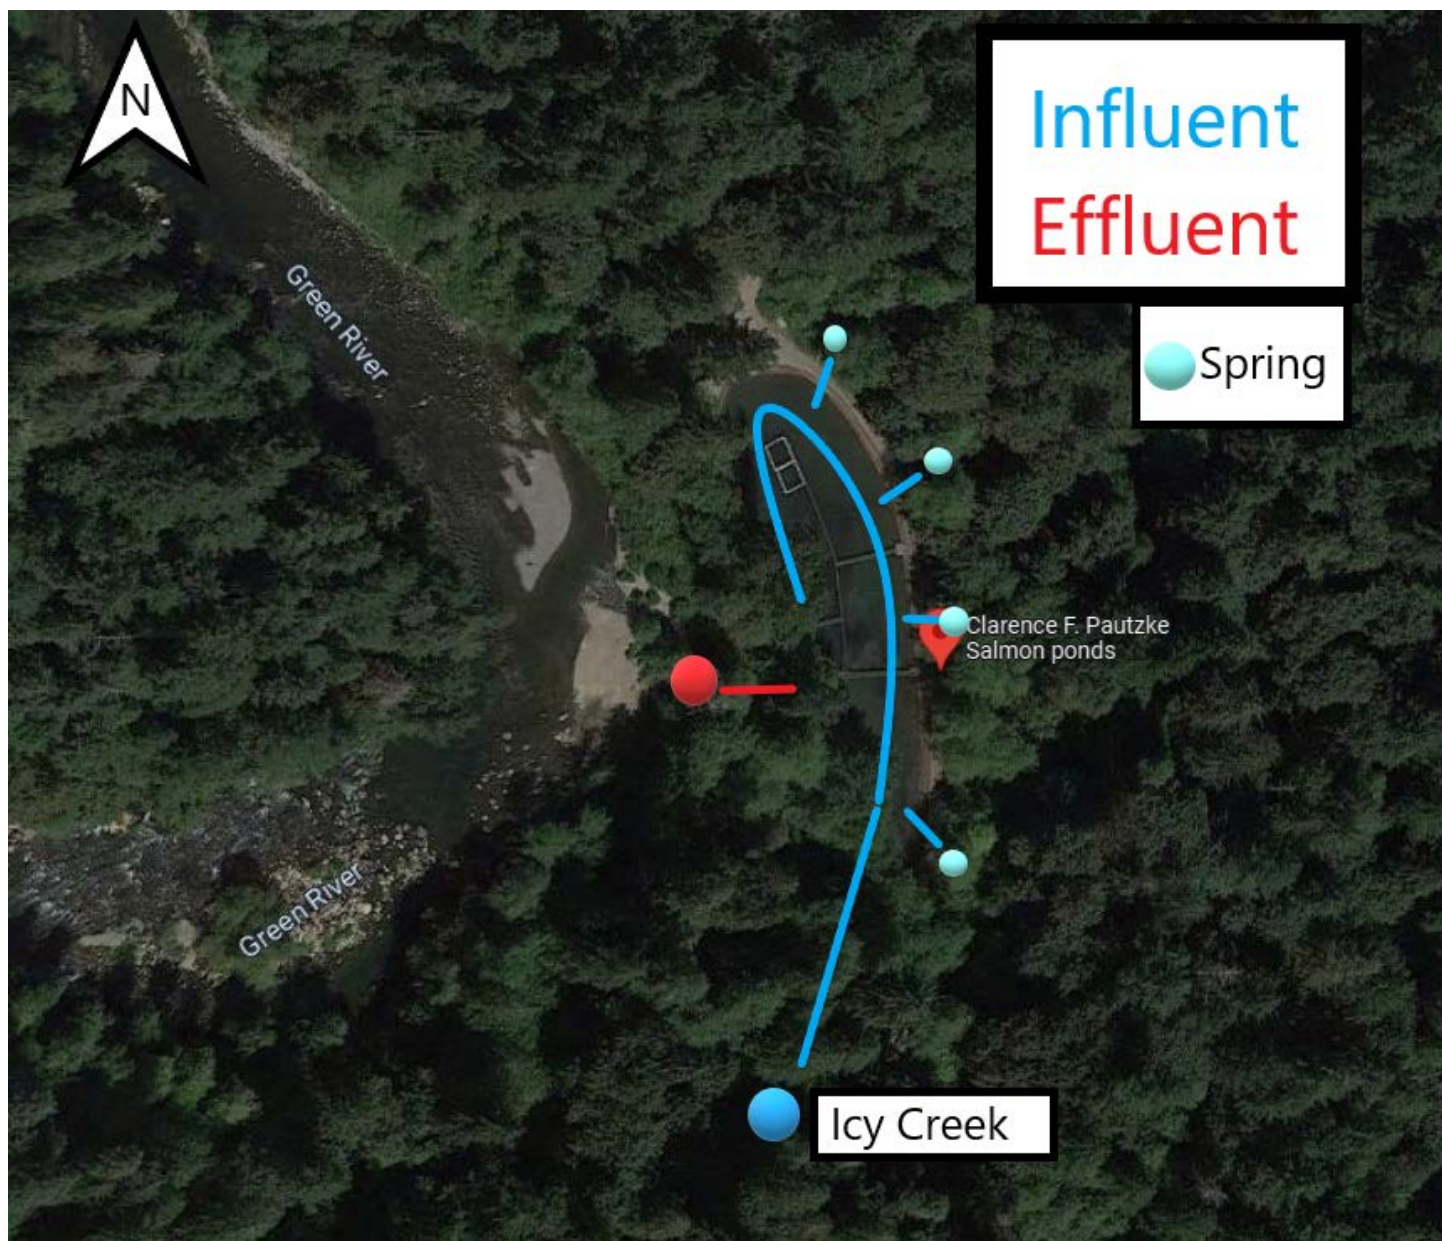 N
Influent
Effluent
Spring
Green River
Clarence F. Pautzke
Salmon ponds
Green River
Icy Creek